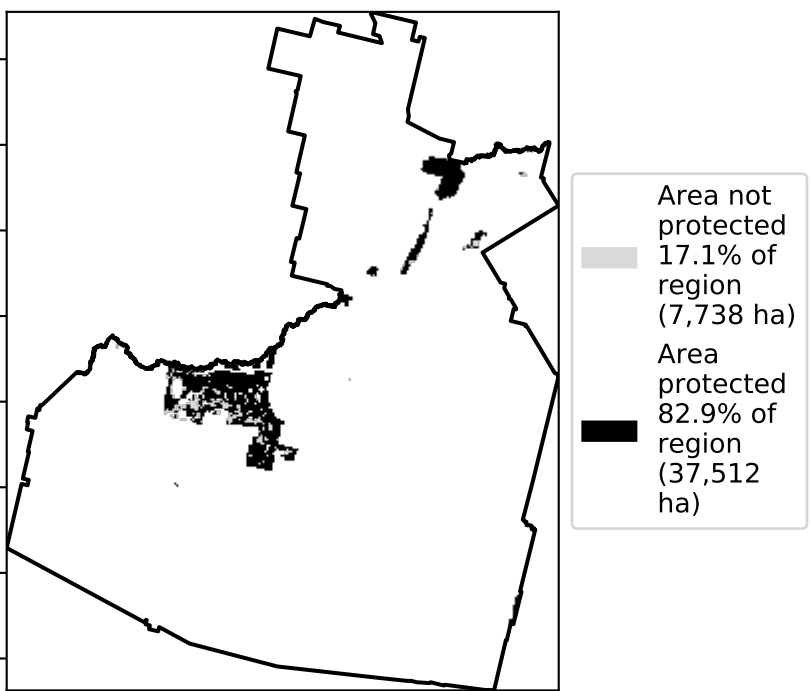 Area not
protected
17.1% of
region
(7,738 ha)
Area
protected
82.9% of
region
(37,512
ha)